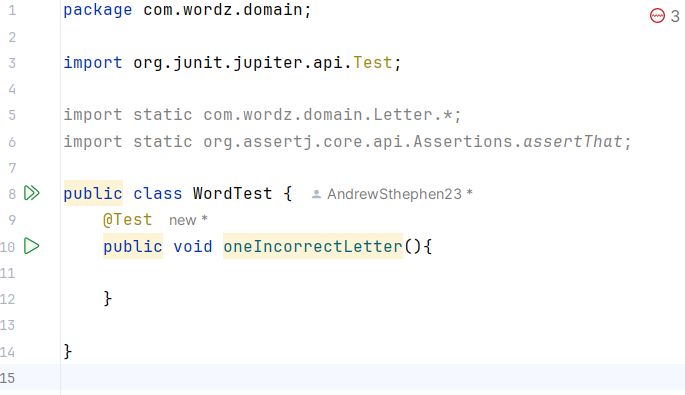 1 package com.wordz.domain; 3
2
3 import org.junit.jupiter.api.Test;
4
5 import static com.wordz.domain.Letter.*;
6 import static org.assertj.core.api.Assertions.assertThat;
7
8 public class WordTest { AndrewSthephen23 *
9 @Test new *
10 public void oneIncorrectLetter(){
11
12 }
13
14 }
15